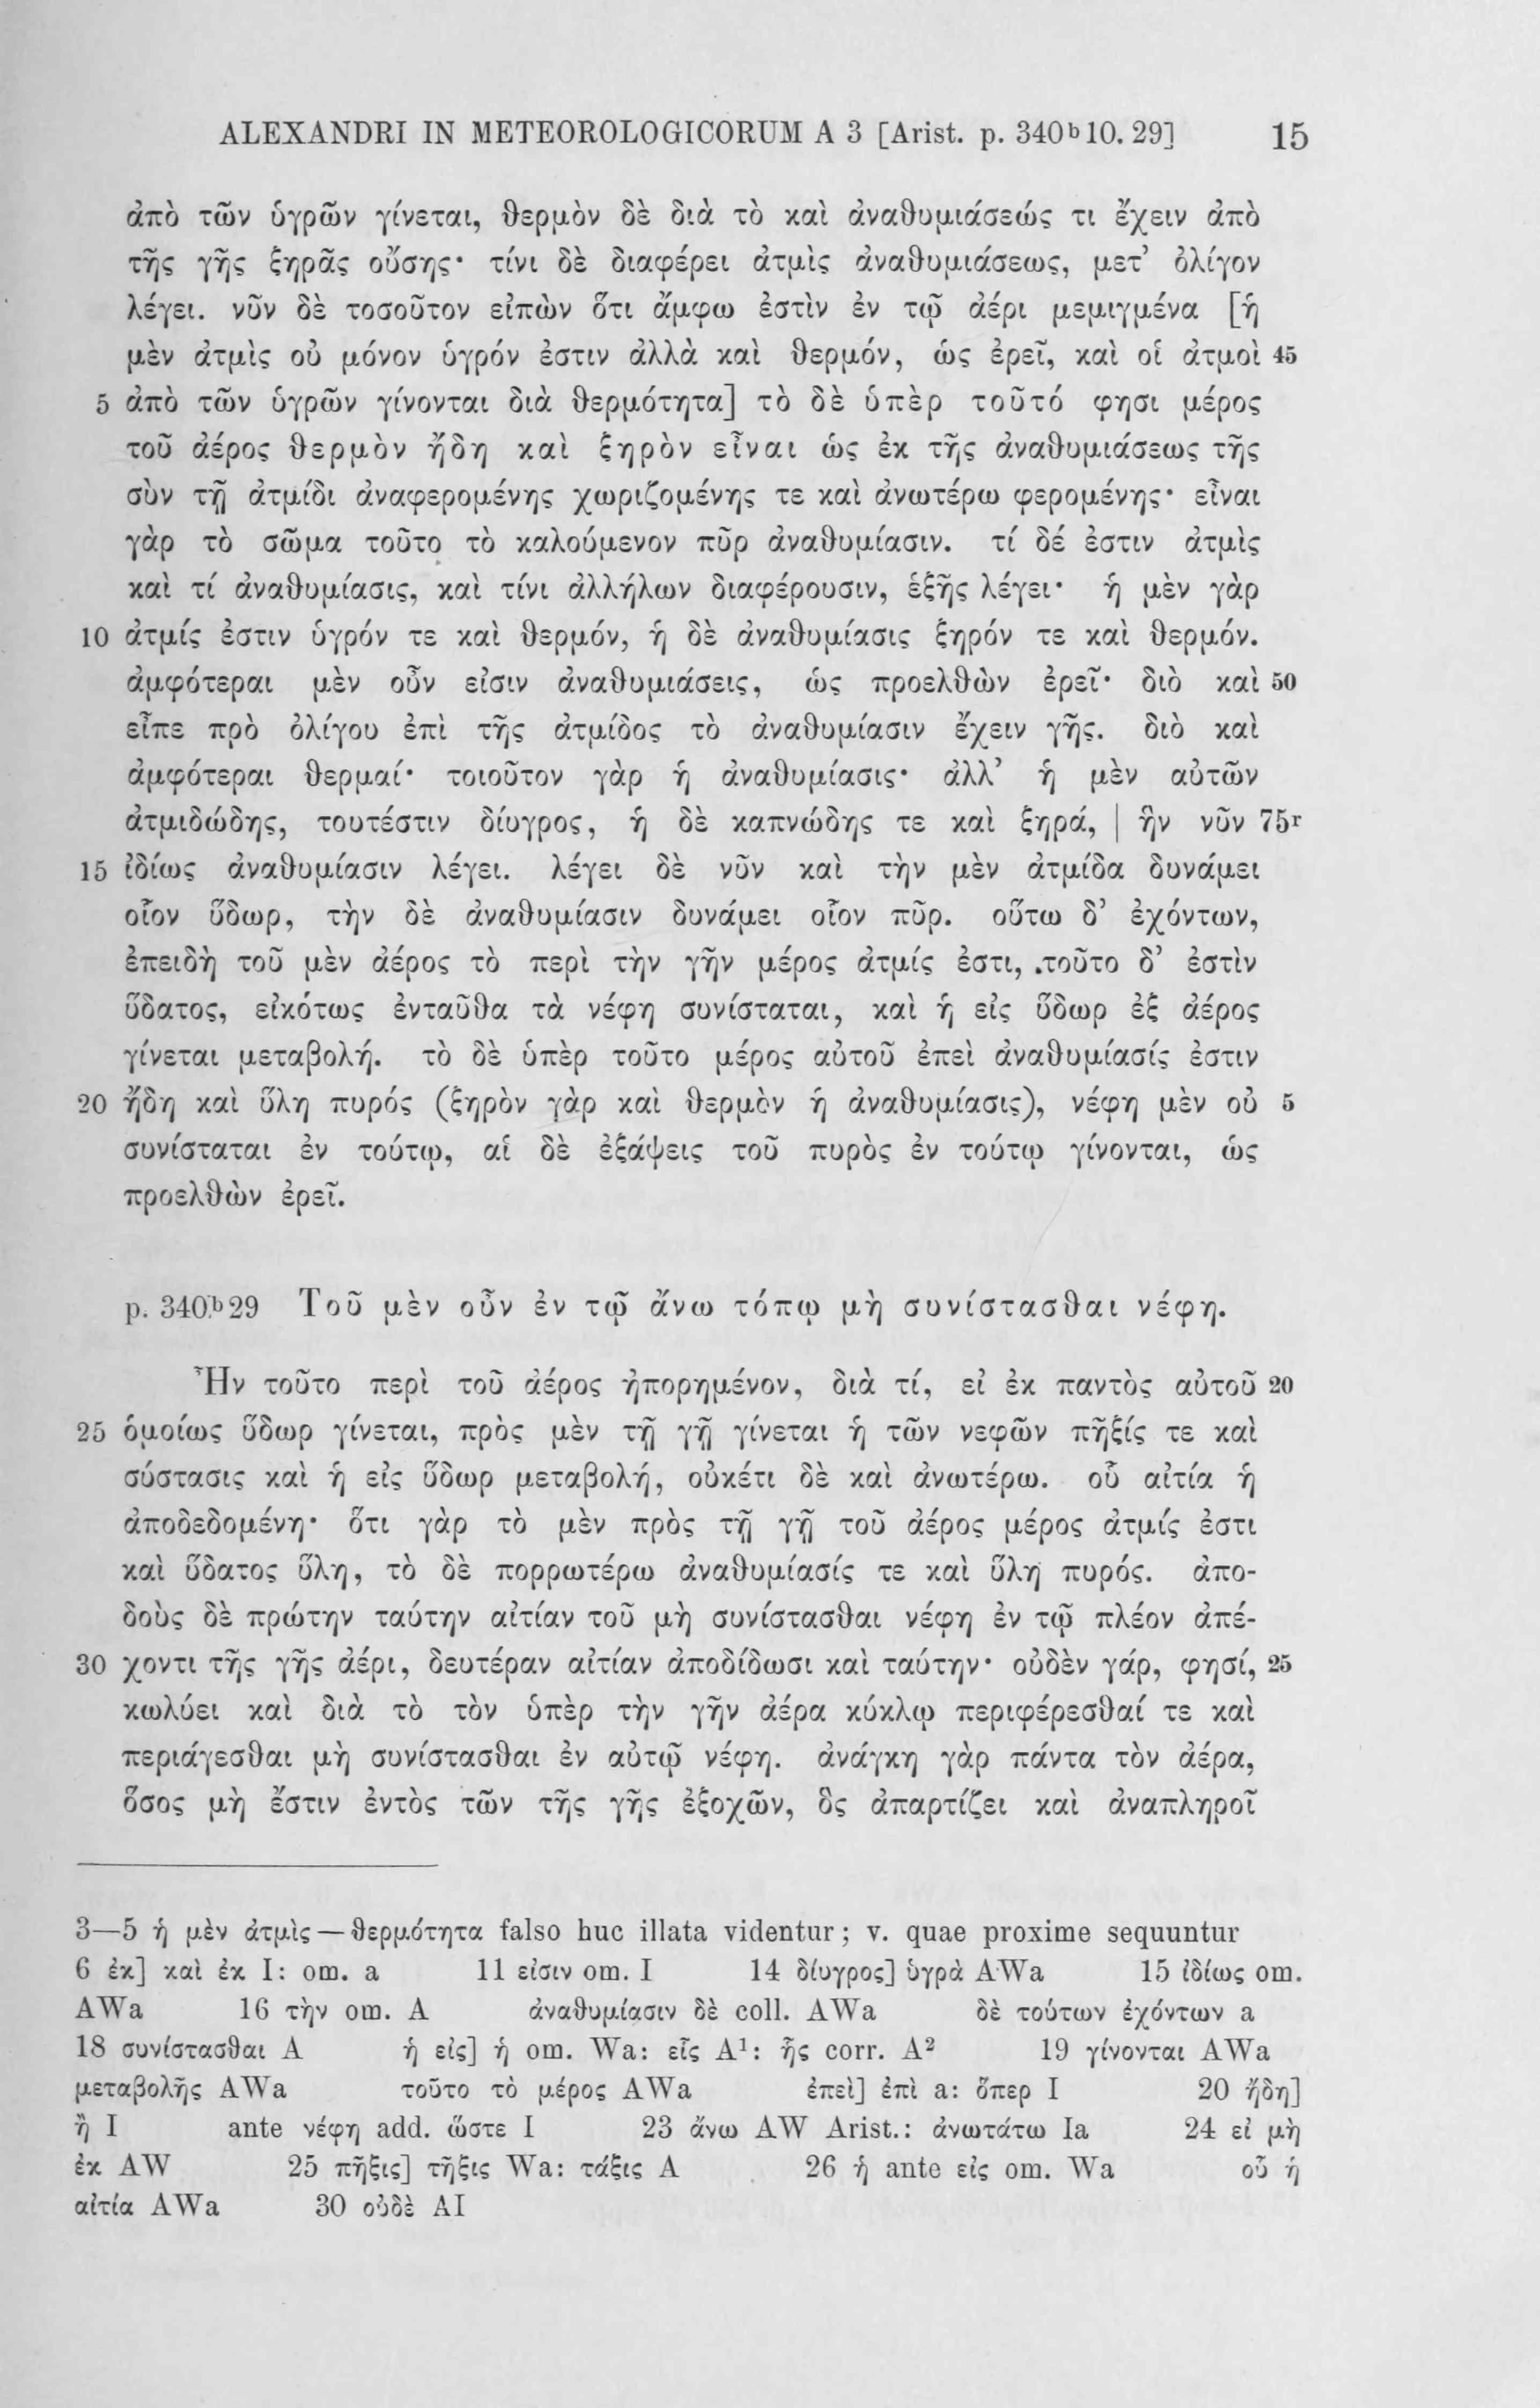 ALEXANDRI IN METEOROLOGICORUM A 3 [Arist. p. 340ᵇ10. 29] 15
ἀπὸ τῶν ὑγρῶν γίνεται, θερμὸν δὲ διὰ τὸ καὶ ἀναθυμιάσεώς τι ἔχειν ἀπὸ
τῆς γῆς ξηρᾶς οὔσης· τίνι δὲ διαφέρει ἀτμὶς ἀναθυμιάσεως, μετ’ ὀλίγον
λέγει. νῦν δὲ τοσοῦτον εἰπὼν ὅτι ἄμφω ἐστὶν ἐν τῷ ἀέρι μεμιγμένα [ἡ
μὲν ἀτμὶς οὐ μόνον ὑγρόν ἐστιν ἀλλὰ καὶ θερμόν, ὡς ἐρεῖ, καὶ οἱ ἀτμοὶ 45
5 ἀπὸ τῶν ὑγρῶν γίνονται διὰ θερμότητα] τὸ δὲ ὑπὲρ τοῦτό φησι μέρος
τοῦ ἀέρος θερμὸν ἤδη καὶ ξηρὸν εἶναι ὡς ἐκ τῆς ἀναθυμιάσεως τῆς
σὺν τῇ ἀτμίδι ἀναφερομένης χωριζομένης τε καὶ ἀνωτέρω φερομένης· εἶναι
γὰρ τὸ σῶμα τοῦτο τὸ καλούμενον πῦρ ἀναθυμίασιν. τί δέ ἐστιν ἀτμὶς
καὶ τί ἀναθυμίασις, καὶ τίνι ἀλλήλων διαφέρουσιν, ἑξῆς λέγει· ἡ μὲν γὰρ
10 ἀτμίς ἐστιν ὑγρόν τε καὶ θερμόν, ἡ δὲ ἀναθυμίασις ξηρόν τε καὶ θερμόν.
ἀμφότεραι μὲν οὖν εἰσιν ἀναθυμιάσεις, ὡς προελθὼν ἐρεῖ· διὸ καὶ 50
εἶπε πρὸ ὀλίγου ἐπὶ τῆς ἀτμίδος τὸ ἀναθυμίασιν ἔχειν γῆς. διὸ καὶ
ἀμφότεραι θερμαί· τοιοῦτον γὰρ ἡ ἀναθυμίασις· ἀλλ’ ἡ μὲν αὐτῶν
ἀτμιδώδης, τουτέστιν δίυγρος, ἡ δὲ καπνώδης τε καὶ ξηρά, | ἣν νῦν 75ʳ
15 ἰδίως ἀναθυμίασιν λέγει. λέγει δὲ νῦν καὶ τὴν μὲν ἀτμίδα δυνάμει
οἷον ὕδωρ, τὴν δὲ ἀναθυμίασιν δυνάμει οἷον πῦρ. οὕτω δ’ ἐχόντων,
ἐπειδὴ τοῦ μὲν ἀέρος τὸ περὶ τὴν γῆν μέρος ἀτμίς ἐστι, τοῦτο δ’ ἐστὶν
ὕδατος, εἰκότως ἐνταῦθα τὰ νέφη συνίσταται, καὶ ἡ εἰς ὕδωρ ἐξ ἀέρος
γίνεται μεταβολή. τὸ δὲ ὑπὲρ τοῦτο μέρος αὐτοῦ ἐπεὶ ἀναθυμίασίς ἐστιν
20 ἤδη καὶ ὕλη πυρός (ξηρὸν γὰρ καὶ θερμὸν ἡ ἀναθυμίασις), νέφη μὲν οὐ 5
συνίσταται ἐν τούτῳ, αἱ δὲ ἐξάψεις τοῦ πυρὸς ἐν τούτῳ γίνονται, ὡς
προελθὼν ἐρεῖ.
p. 340ᵇ29 Τοῦ μὲν οὖν ἐν τῷ ἄνω τόπῳ μὴ συνίστασθαι νέφη.
Ἦν τοῦτο περὶ τοῦ ἀέρος ἠπορημένον, διὰ τί, εἰ ἐκ παντὸς αὐτοῦ 20
25 ὁμοίως ὕδωρ γίνεται, πρὸς μὲν τῇ γῇ γίνεται ἡ τῶν νεφῶν πῆξίς τε καὶ
σύστασις καὶ ἡ εἰς ὕδωρ μεταβολή, οὐκέτι δὲ καὶ ἀνωτέρω. οὗ αἰτία ἡ
ἀποδεδομένη· ὅτι γὰρ τὸ μὲν πρὸς τῇ γῇ τοῦ ἀέρος μέρος ἀτμίς ἐστι
καὶ ὕδατος ὕλη, τὸ δὲ πορρωτέρω ἀναθυμίασίς τε καὶ ὕλη πυρός. ἀπο-
δοὺς δὲ πρώτην ταύτην αἰτίαν τοῦ μὴ συνίστασθαι νέφη ἐν τῷ πλέον ἀπέ-
30 χοντι τῆς γῆς ἀέρι, δευτέραν αἰτίαν ἀποδίδωσι καὶ ταύτην· οὐδὲν γάρ, φησί, 25
κωλύει καὶ διὰ τὸ τὸν ὑπὲρ τὴν γῆν ἀέρα κύκλῳ περιφέρεσθαί τε καὶ
περιάγεσθαι μὴ συνίστασθαι ἐν αὐτῷ νέφη. ἀνάγκη γὰρ πάντα τὸν ἀέρα,
ὅσος μὴ ἔστιν ἐντὸς τῶν τῆς γῆς ἐξοχῶν, ὃς ἀπαρτίζει καὶ ἀναπληροῖ
3—5 ἡ μὲν ἀτμὶς — θερμότητα falso huc illata videntur; v. quae proxime sequuntur
6 ἐκ] καὶ ἐκ I: om. a 11 εἰσιν om. I 14 δίυγρος] ὑγρὰ AWa 15 ἰδίως om.
AWa 16 τὴν om. A ἀναθυμίασιν δὲ coll. AWa δὲ τούτων ἐχόντων a
18 συνίστασθαι A ἡ εἰς] ἡ om. Wa: εἷς A¹: ἧς corr. A² 19 γίνονται AWa
μεταβολῆς AWa τοῦτο τὸ μέρος AWa ἐπεὶ] ἐπὶ a: ὅπερ I 20 ἤδη]
ἢ I ante νέφη add. ὥστε I 23 ἄνω AW Arist.: ἀνωτάτω Ia 24 εἰ μὴ
ἐκ AW 25 πῆξις] τῆξις Wa: τάξις A 26 ἡ ante εἰς om. Wa οὗ ἡ
αἰτία AWa 30 οὐδὲ AI